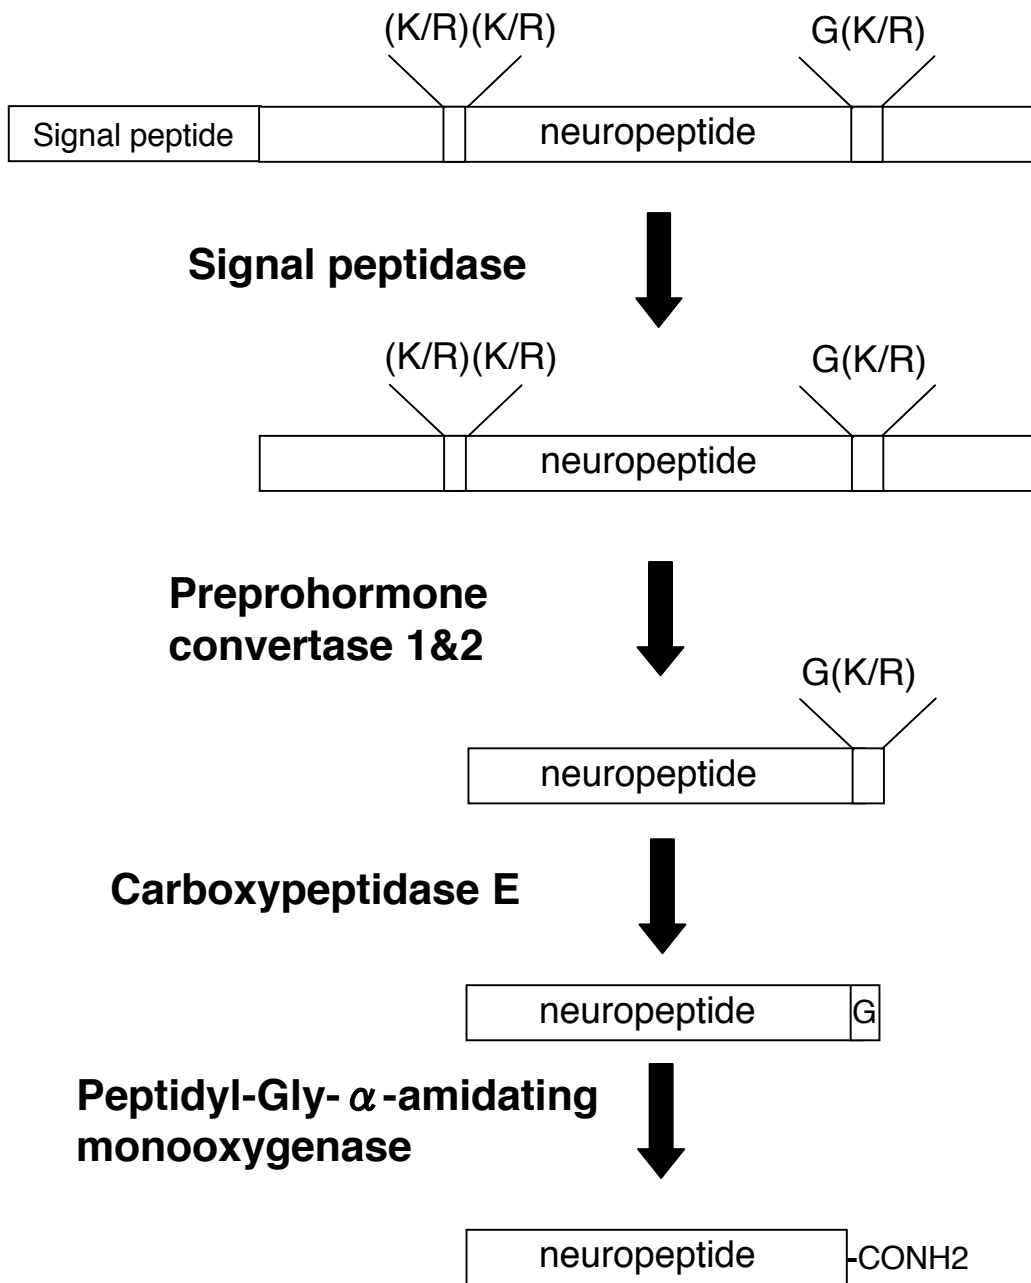 (K/R)(K/R) G(K/R)
Signal peptide neuropeptide
Signal peptidase
(K/R)(K/R) G(K/R)
neuropeptide
Preprohormone
convertase 1&2
G(K/R)
neuropeptide
Carboxypeptidase E
neuropeptide G
Peptidyl-Gly-α-amidating
monooxygenase
neuropeptide -CONH2